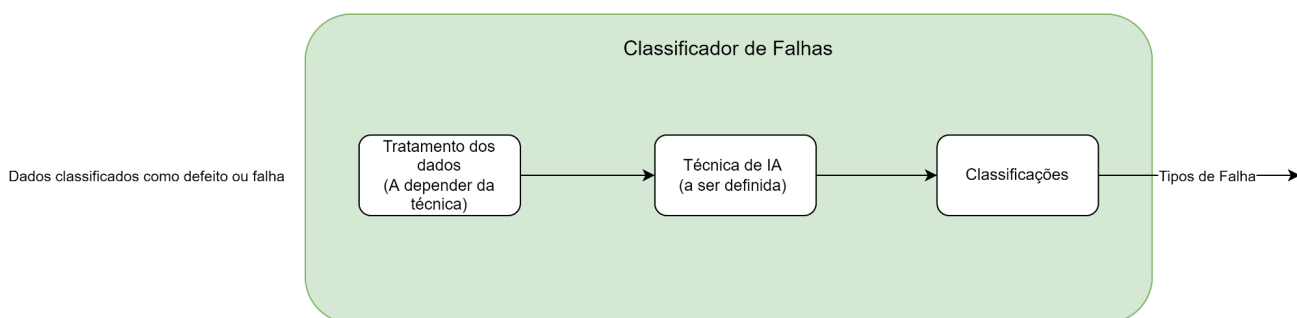 Classificador de Falhas
Dados classificados como defeito ou falha
Tratamento dos
dados
(A depender da
técnica)
Técnica de IA
(a ser definida)
Classificações
Tipos de Falha